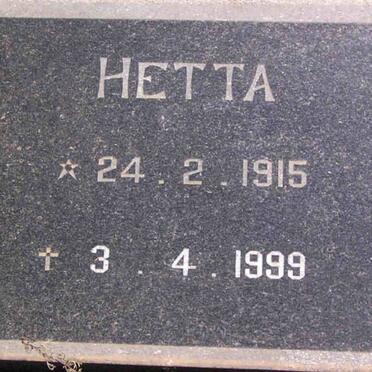 HETTA
☆ 24 . 2 . 1915
✝ 3 . 4 . 1999